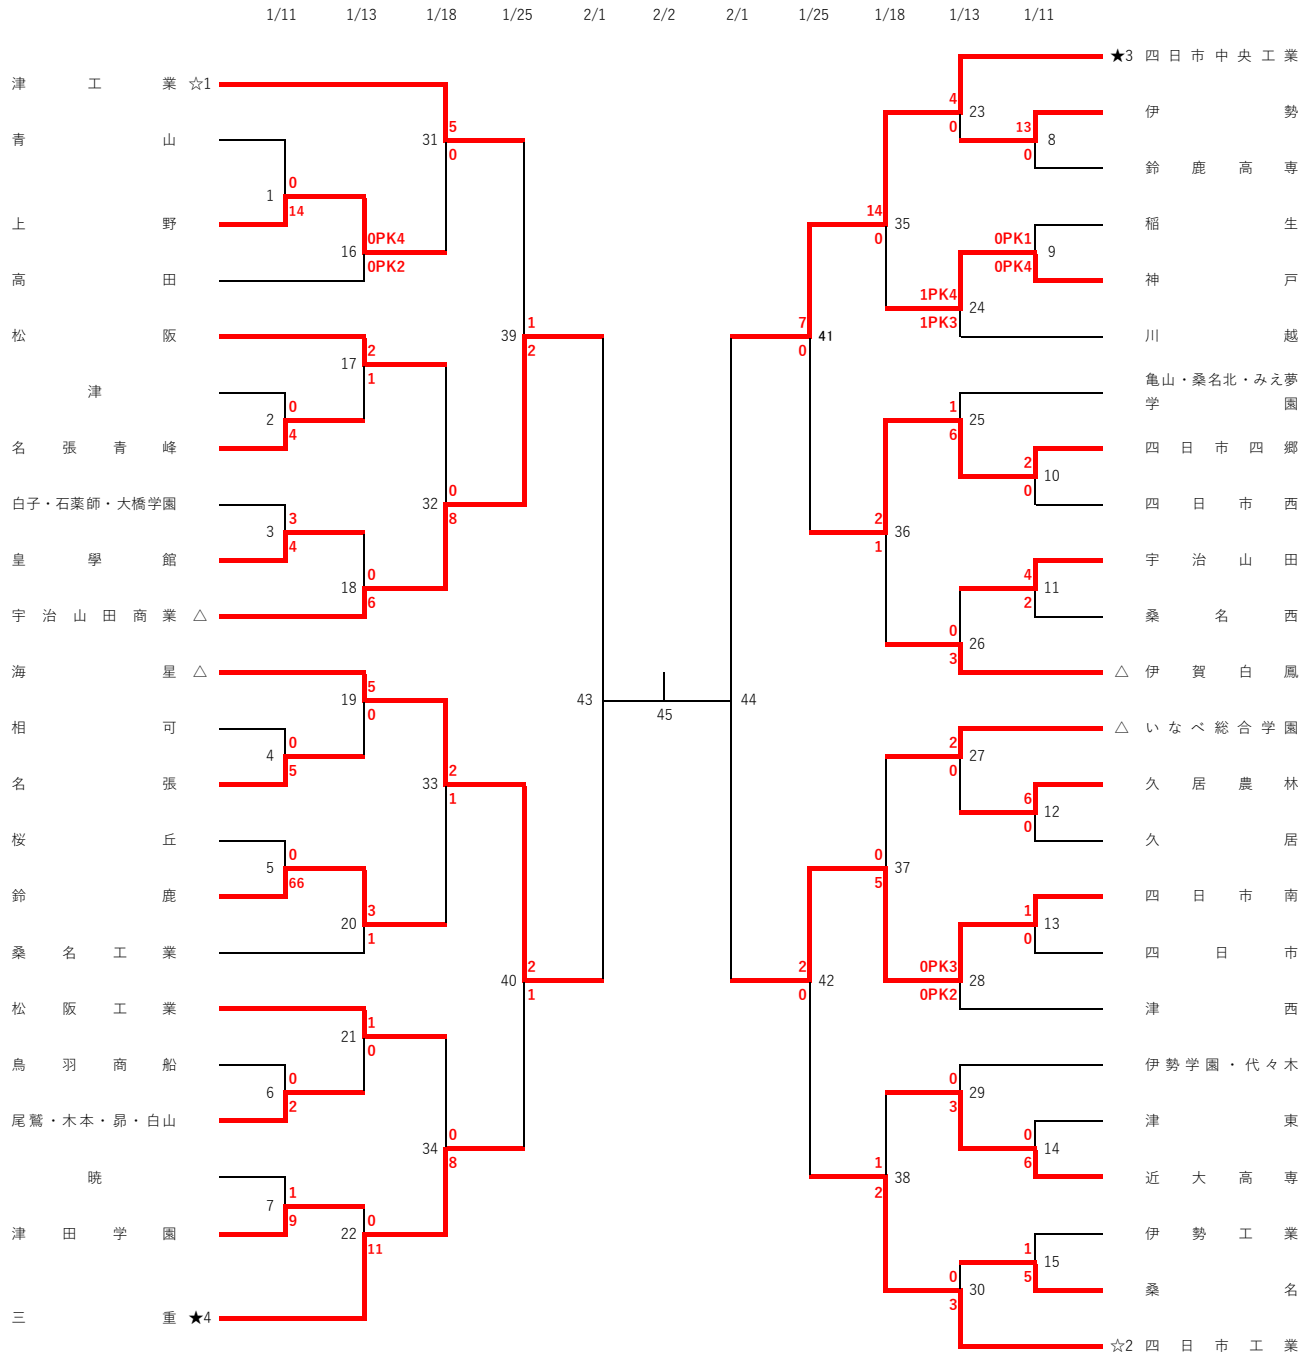 1/11 1/13 1/18 1/25 2/1 2/2 2/1 1/25 1/18 1/13 1/11
津工業 ☆1
青山
上野
高田
松阪
津
名張青峰
白子・石薬師・大橋学園
皇學館
宇治山田商業 △
海星 △
相可
名張
桜丘
鈴鹿
桑名工業
松阪工業
鳥羽商船
尾鷲・木本・昴・白山
暁
津田学園
三重 ★4
1
0
14
2
0
4
3
3
4
4
0
5
5
0
66
6
0
2
7
1
9
16
0PK4
0PK2
17
2
1
18
0
6
19
5
0
20
3
1
21
1
0
22
0
11
31
5
0
32
0
8
33
2
1
34
0
8
39
1
2
40
2
1
43
45
44
7
41
0
2
42
0
14
35
0
2
36
1
0
37
5
1
38
2
4
23
0
1PK4
24
1PK3
1
25
6
0
26
3
2
27
0
0PK3
28
0PK2
0
29
3
0
30
3
13
8
0
0PK1
9
0PK4
2
10
0
4
11
2
6
12
0
1
13
0
0
14
6
1
15
5
★3 四日市中央工業
伊勢
鈴鹿高専
稲生
神戸
川越
亀山・桑名北・みえ夢
学園
四日市四郷
四日市西
宇治山田
桑名西
△ 伊賀白鳳
△ いなべ総合学園
久居農林
久居
四日市南
四日市
津西
伊勢学園・代々木
津東
近大高専
伊勢工業
桑名
☆2 四日市工業